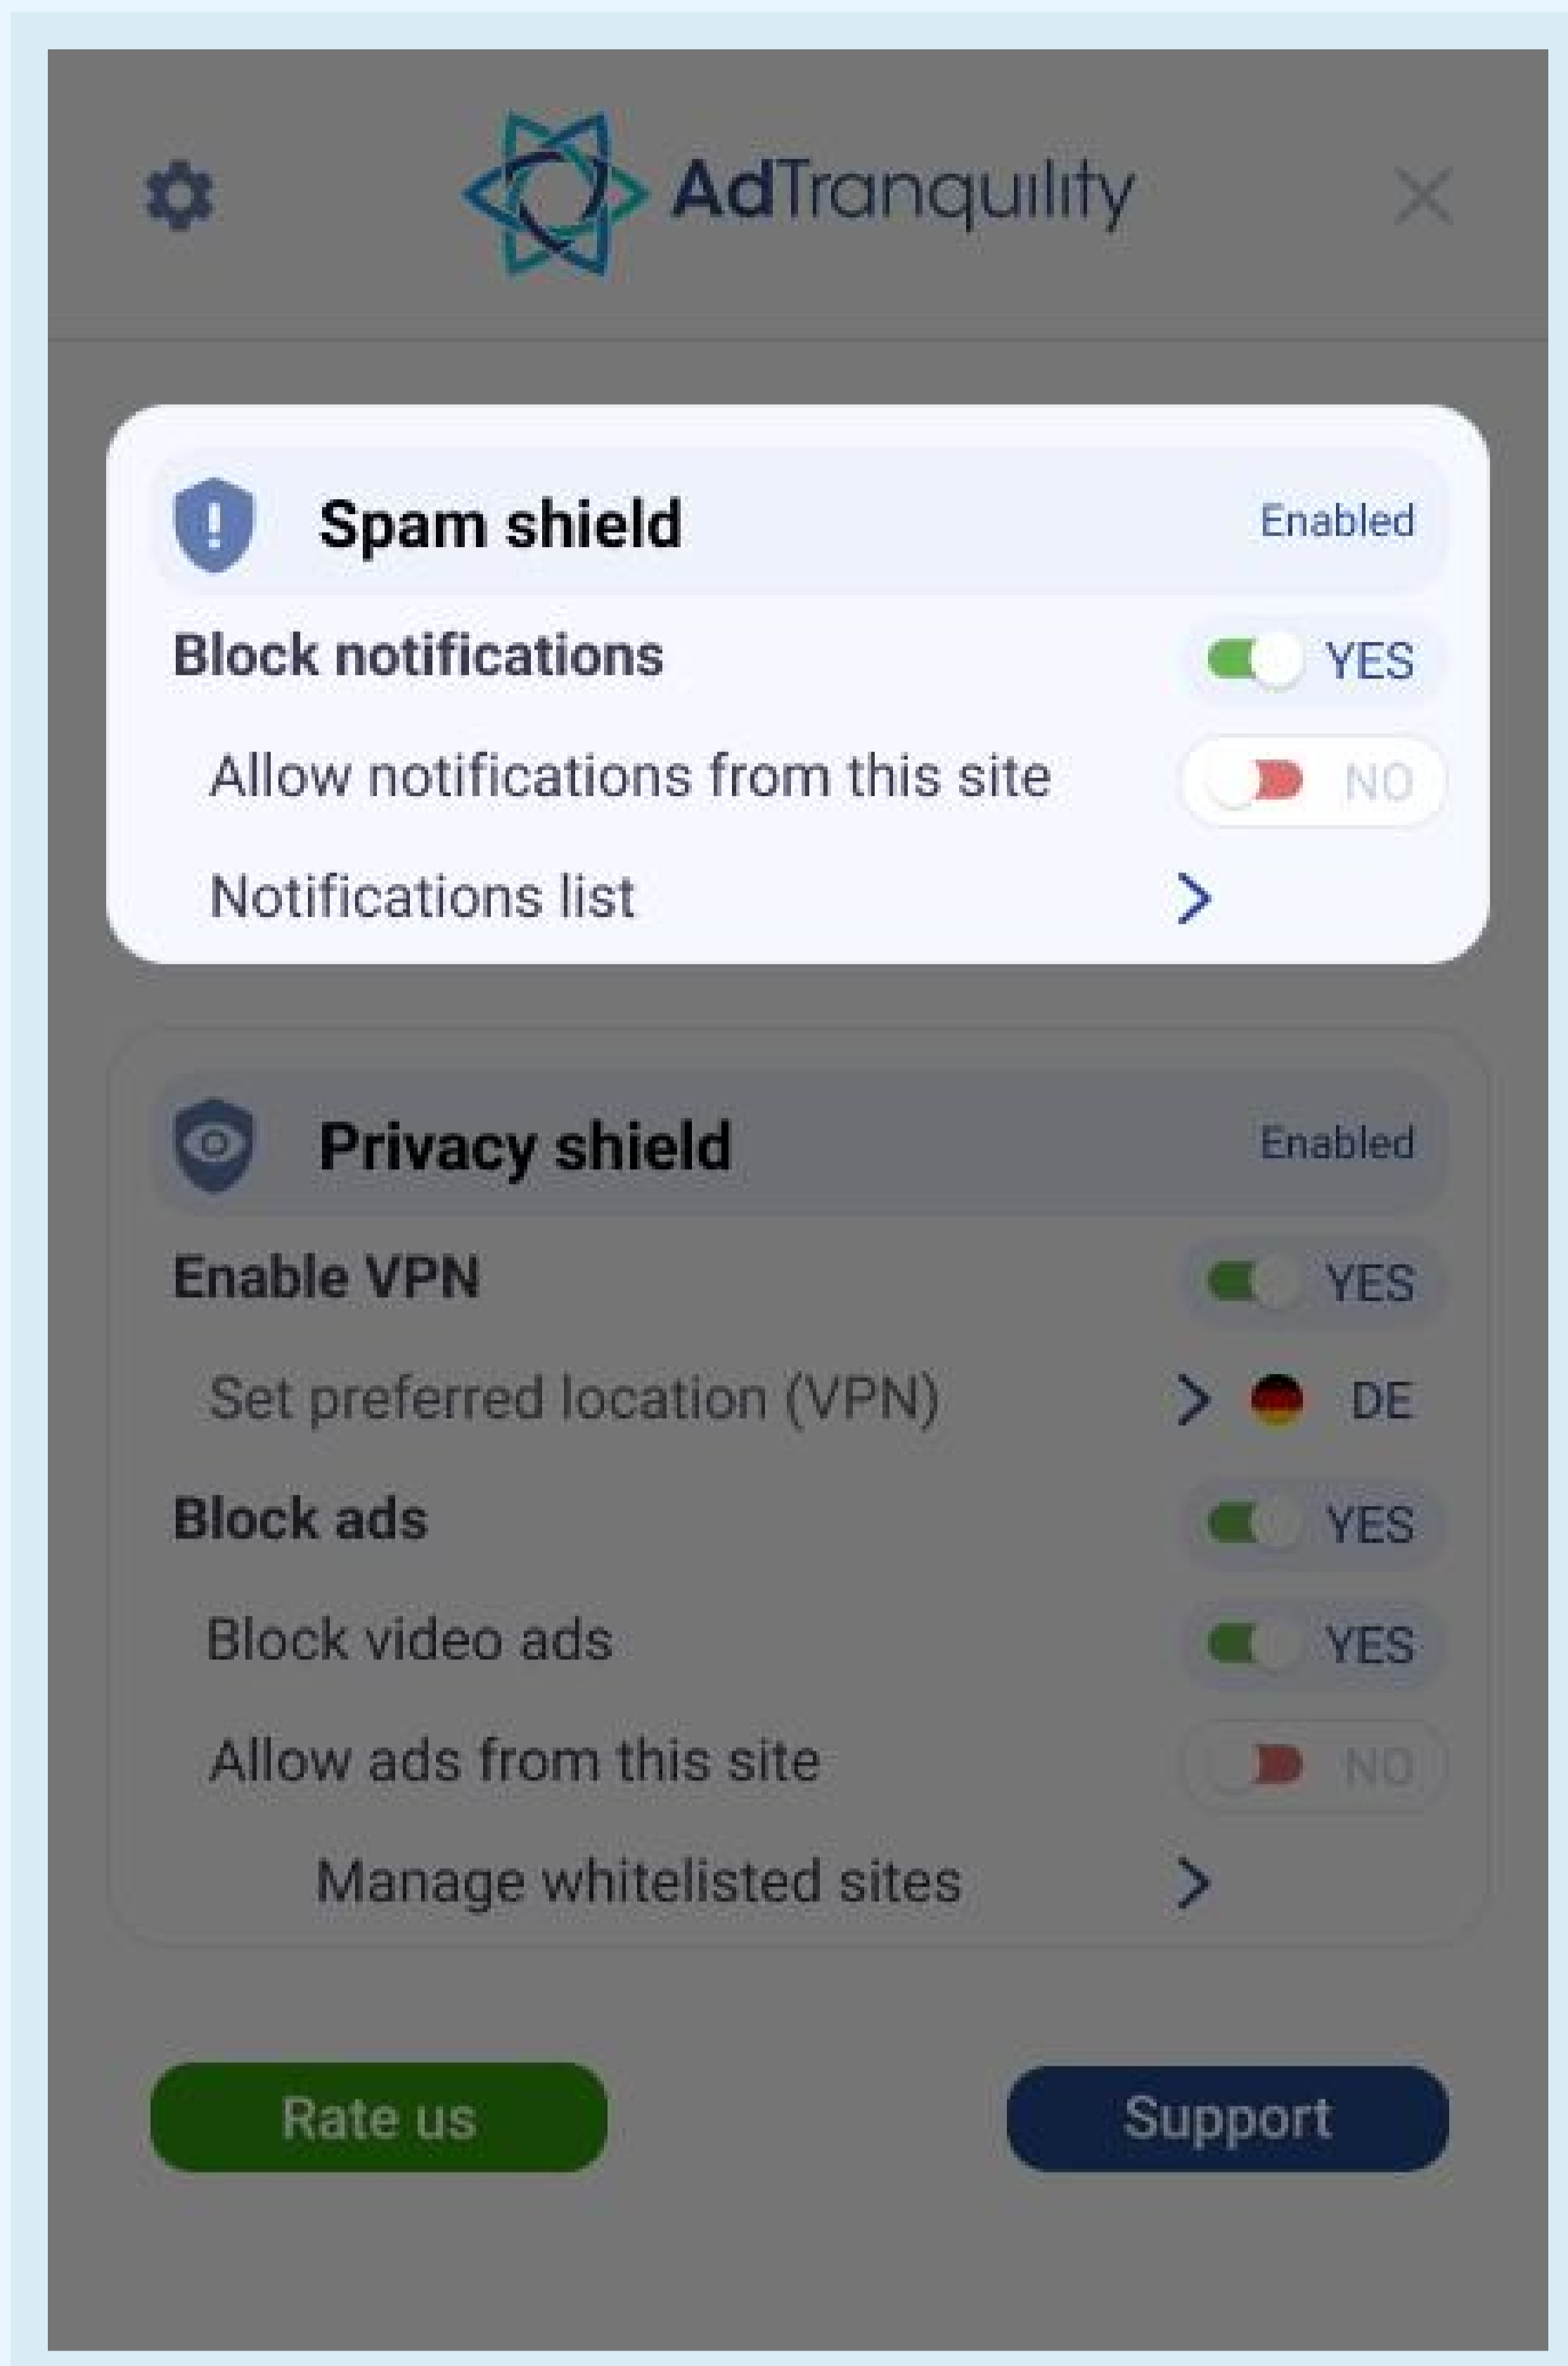 AdTranquility
Spam shield Enabled
Block notifications YES
Allow notifications from this site NO
Notifications list
Privacy shield Enabled
Enable VPN YES
Set preferred location (VPN) DE
Block ads YES
Block video ads YES
Allow ads from this site NO
Manage whitelisted sites
Rate us Support